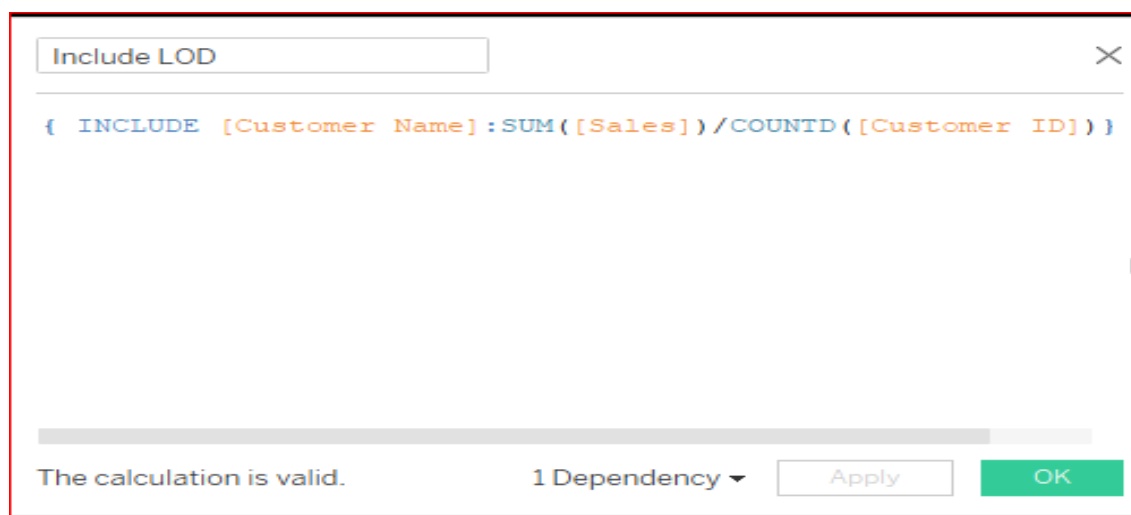 Include LOD
{ INCLUDE [Customer Name]:SUM([Sales])/COUNTD([Customer ID])}
The calculation is valid. 1 Dependency Apply OK